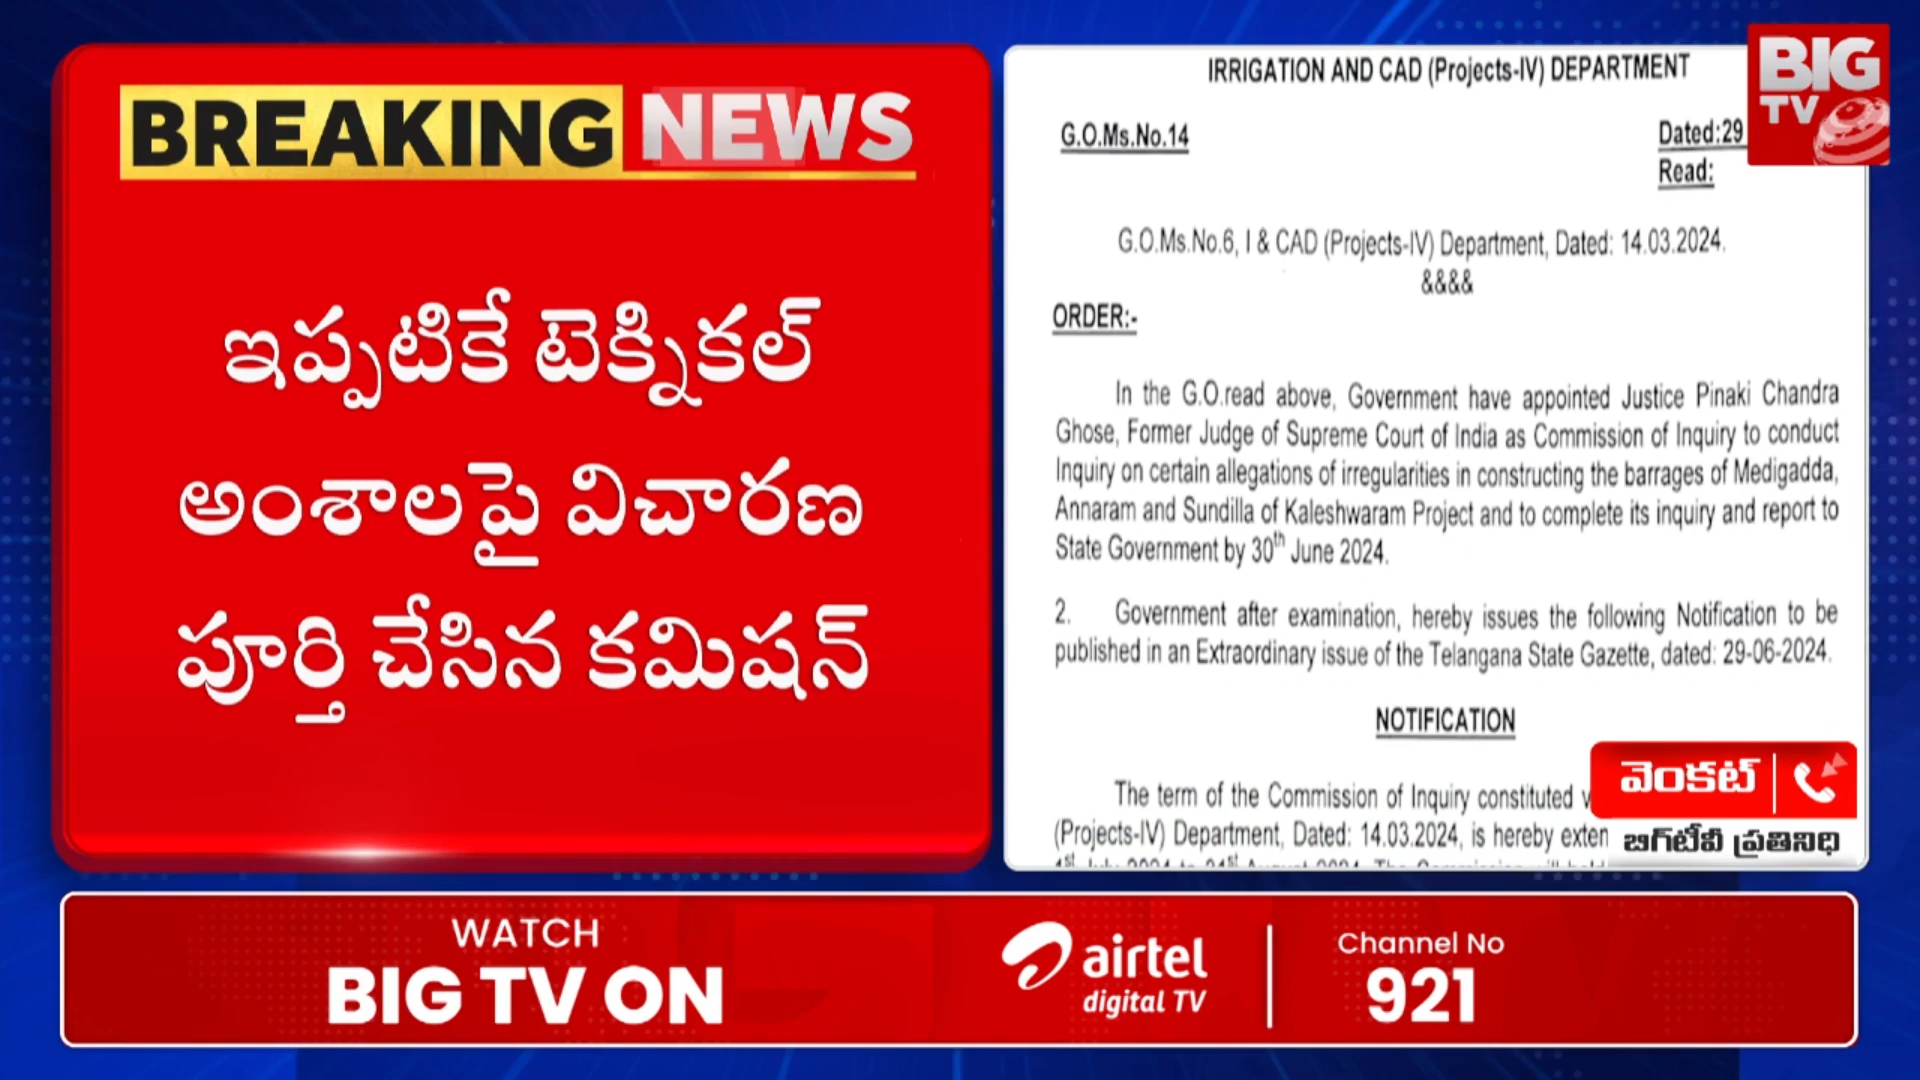 BREAKING NEWS
ఇప్పటికే టెక్నికల్
అంశాలపై విచారణ
పూర్తి చేసిన కమిషన్
IRRIGATION AND CAD (Projects-IV) DEPARTMENT
G.O.Ms.No.14
Dated:29
Read:
G.O.Ms.No.6, I & CAD (Projects-IV) Department, Dated: 14.03.2024.
&&&&
ORDER:-
In the G.O.read above, Government have appointed Justice Pinaki Chandra
Ghose, Former Judge of Supreme Court of India as Commission of Inquiry to conduct
Inquiry on certain allegations of irregularities in constructing the barrages of Medigadda,
Annaram and Sundilla of Kaleshwaram Project and to complete its inquiry and report to
State Government by 30th June 2024.
2. Government after examination, hereby issues the following Notification to be
published in an Extraordinary issue of the Telangana State Gazette, dated: 29-06-2024.
NOTIFICATION
The term of the Commission of Inquiry constituted
(Projects-IV) Department, Dated: 14.03.2024, is hereby exten
BIG
TV
వెంకట్
బిగ్‌టీవీ ప్రతినిధి
WATCH
BIG TV ON
airtel
digital TV
Channel No
921